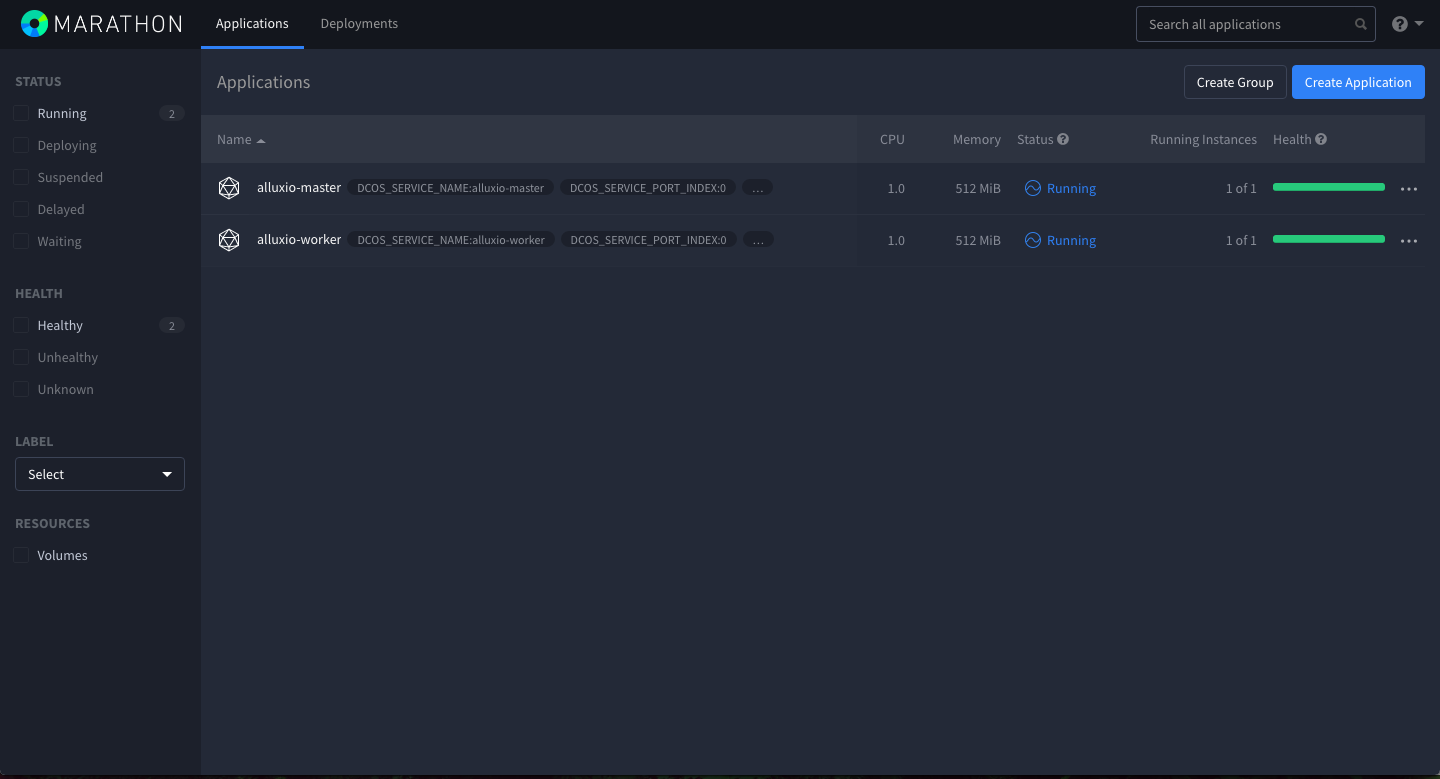 MARATHON Applications Deployments Search all applications
STATUS
Running 2
Deploying
Suspended
Delayed
Waiting
HEALTH
Healthy 2
Unhealthy
Unknown
LABEL
Select
RESOURCES
Volumes
Applications Create Group Create Application
Name CPU Memory Status Running Instances Health
alluxio-master DCOS_SERVICE_NAME:alluxio-master DCOS_SERVICE_PORT_INDEX:0 ... 1.0 512 MiB Running 1 of 1
alluxio-worker DCOS_SERVICE_NAME:alluxio-worker DCOS_SERVICE_PORT_INDEX:0 ... 1.0 512 MiB Running 1 of 1